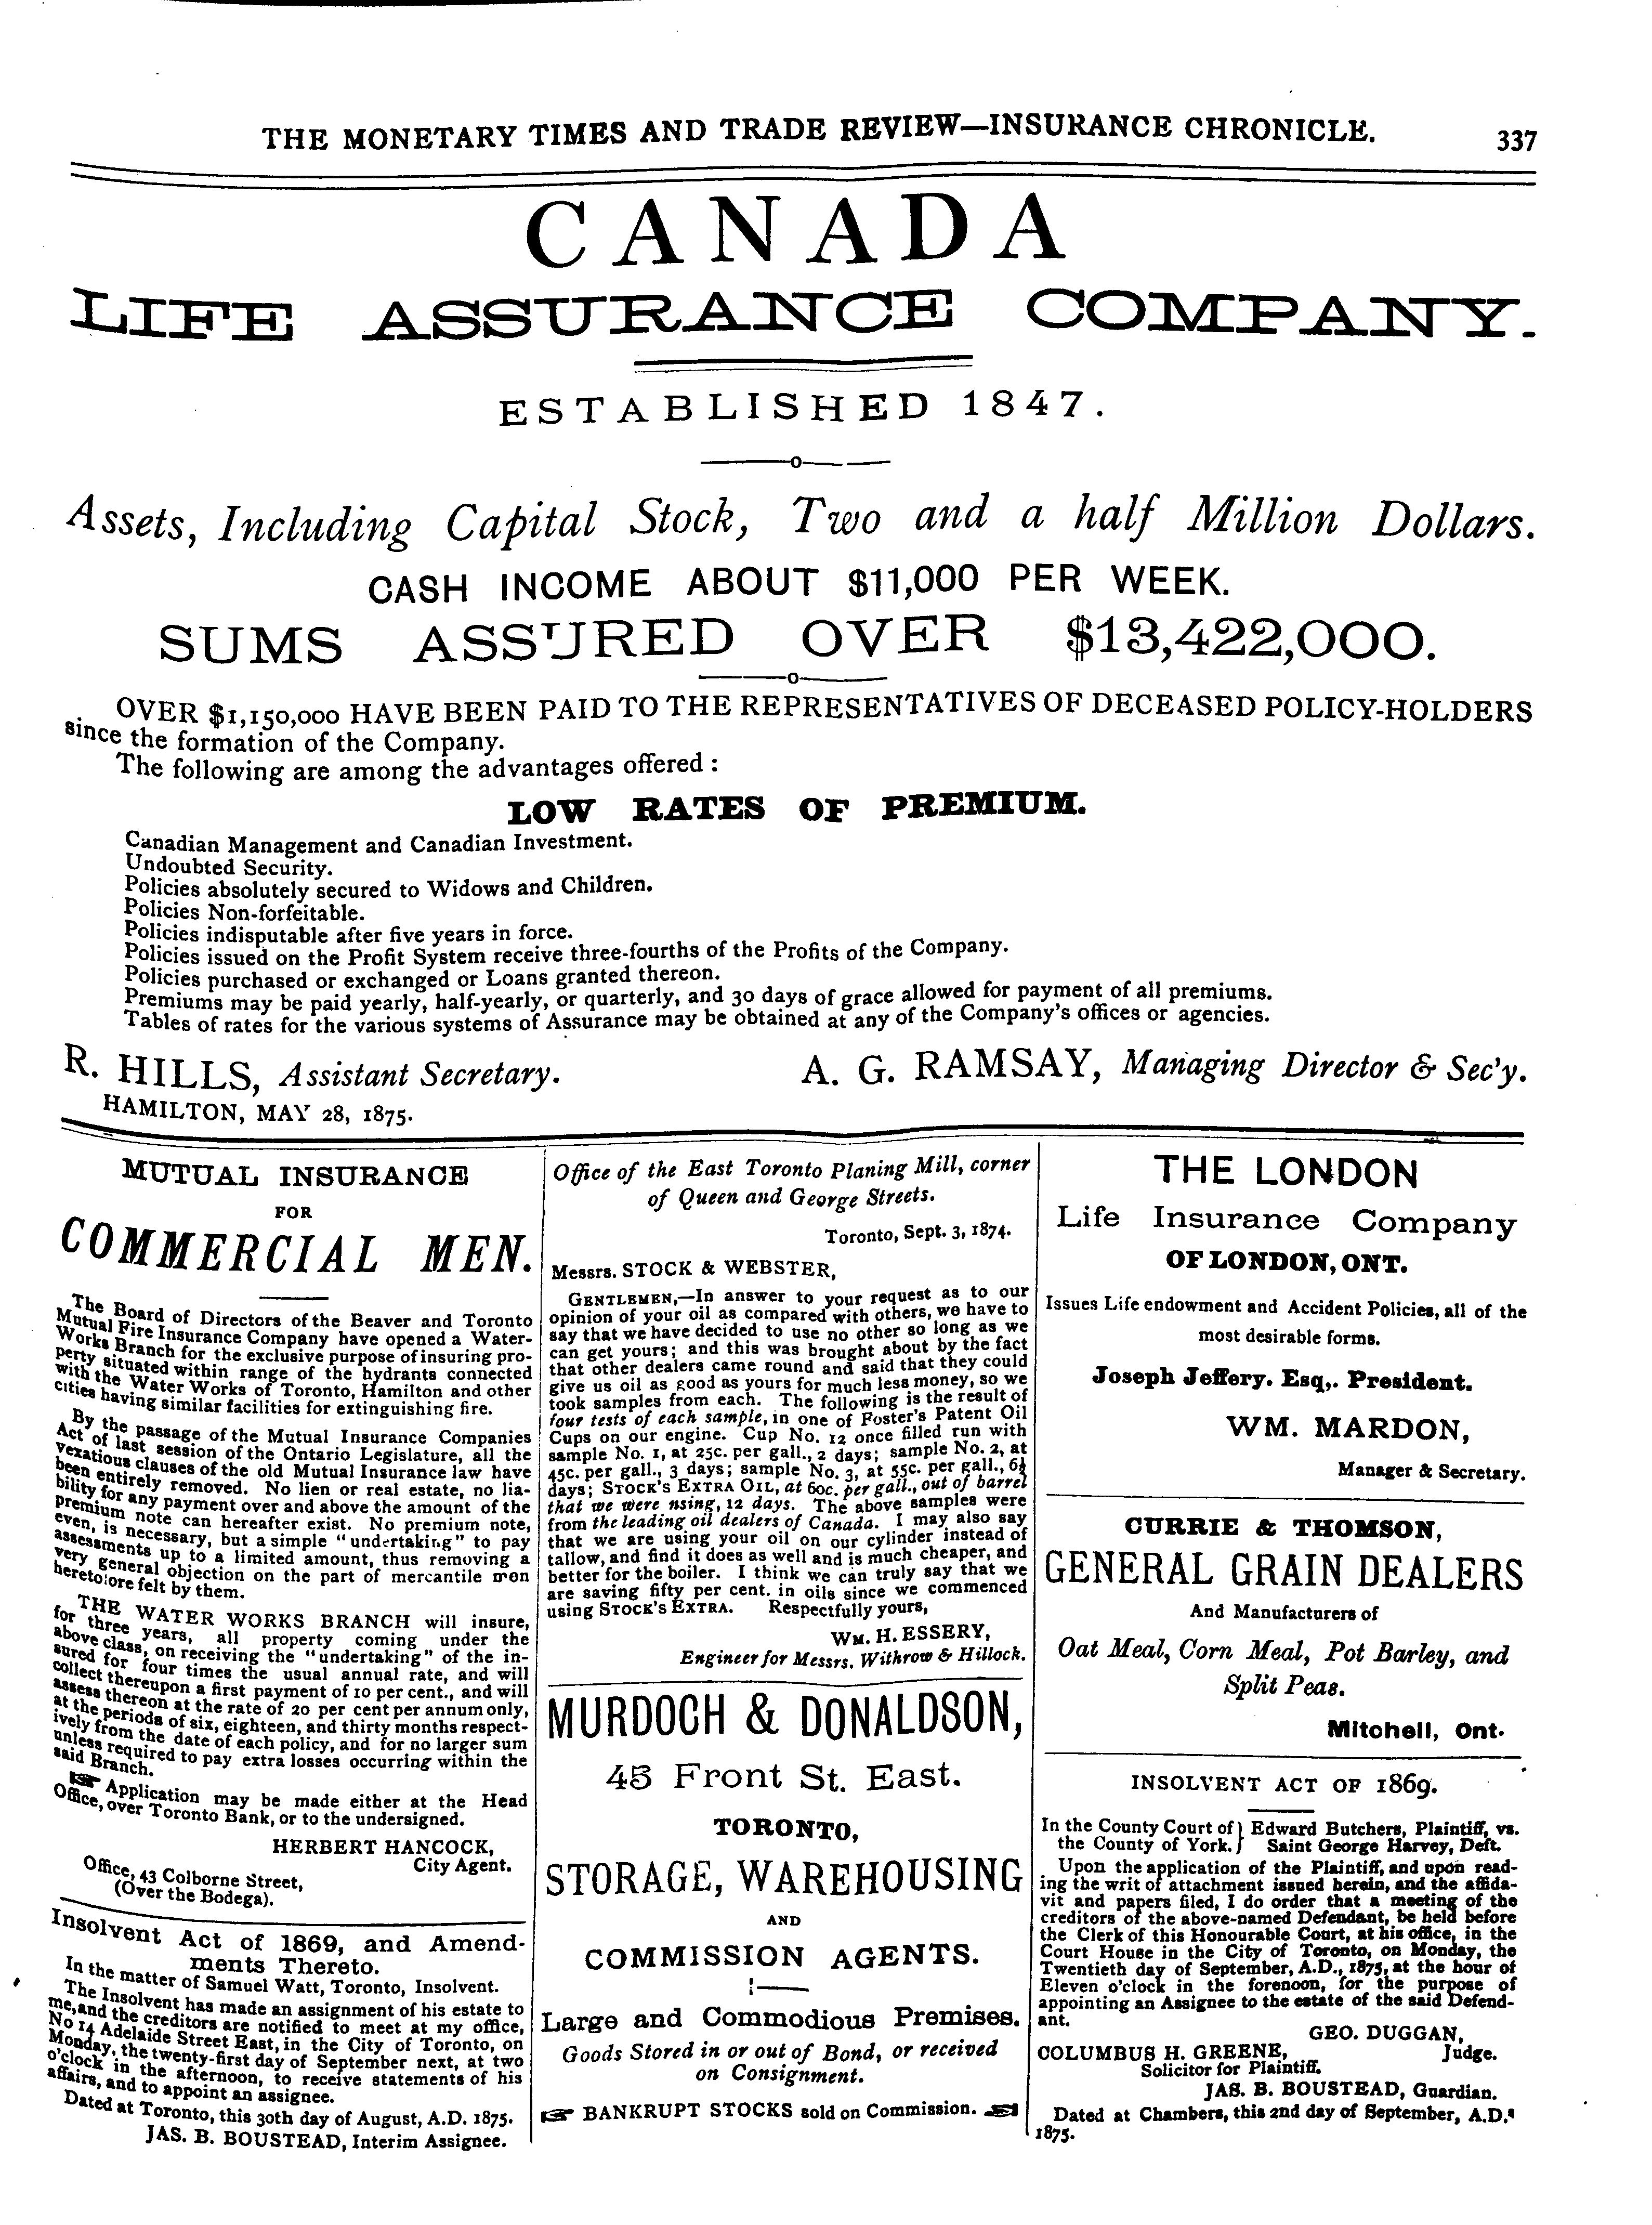 THE MONETARY TIMES AND TRADE REVIEW—INSURANCE CHRONICLE. 337
CANADA
LIFE ASSURANCE COMPANY.
ESTABLISHED 1847.
Assets, Including Capital Stock, Two and a half Million Dollars.
CASH INCOME ABOUT $11,000 PER WEEK.
SUMS ASSURED OVER $13,422,000.
OVER $1,150,000 HAVE BEEN PAID TO THE REPRESENTATIVES OF DECEASED POLICY-HOLDERS
since the formation of the Company.
The following are among the advantages offered :
LOW RATES OF PREMIUM.
Canadian Management and Canadian Investment.
Undoubted Security.
Policies absolutely secured to Widows and Children.
Policies Non-forfeitable.
Policies indisputable after five years in force.
Policies issued on the Profit System receive three-fourths of the Profits of the Company.
Policies purchased or exchanged or Loans granted thereon.
Premiums may be paid yearly, half-yearly, or quarterly, and 30 days of grace allowed for payment of all premiums.
Tables of rates for the various systems of Assurance may be obtained at any of the Company's offices or agencies.
R. HILLS, Assistant Secretary. A. G. RAMSAY, Managing Director & Sec'y.
HAMILTON, MAY 28, 1875.
MUTUAL INSURANCE
FOR
COMMERCIAL MEN.
The Board of Directors of the Beaver and Toronto
Mutual Fire Insurance Company have opened a Water-
Works Branch for the exclusive purpose of insuring pro-
perty situated within range of the hydrants connected
with the Water Works of Toronto, Hamilton and other
cities having similar facilities for extinguishing fire.
By the passage of the Mutual Insurance Companies
Act of last session of the Ontario Legislature, all the
vexatious clauses of the old Mutual Insurance law have
been entirely removed. No lien or real estate, no lia-
bility for any payment over and above the amount of the
premium note can hereafter exist. No premium note,
even, is necessary, but a simple "undertaking" to pay
assessments up to a limited amount, thus removing a
very general objection on the part of mercantile men
heretofore felt by them.
THE WATER WORKS BRANCH will insure,
for three years, all property coming under the
above class, on receiving the "undertaking" of the in-
sured for four times the usual annual rate, and will
collect thereupon a first payment of 10 per cent., and will
assess thereon at the rate of 20 per cent per annum only,
at the periods of six, eighteen, and thirty months respect-
ively from the date of each policy, and for no larger sum
unless required to pay extra losses occurring within the
said Branch.
☞ Application may be made either at the Head
Office, over Toronto Bank, or to the undersigned.
HERBERT HANCOCK,
City Agent.
Office, 43 Colborne Street,
(Over the Bodega).
Insolvent Act of 1869, and Amend-
ments Thereto.
In the matter of Samuel Watt, Toronto, Insolvent.
The Insolvent has made an assignment of his estate to
me, and the creditors are notified to meet at my office,
No 14 Adelaide Street East, in the City of Toronto, on
Monday, the twenty-first day of September next, at two
o'clock in the afternoon, to receive statements of his
affairs, and to appoint an assignee.
Dated at Toronto, this 30th day of August, A.D. 1875.
JAS. B. BOUSTEAD, Interim Assignee.
Office of the East Toronto Planing Mill, corner
of Queen and George Streets.
Toronto, Sept. 3, 1874.
Messrs. STOCK & WEBSTER,
GENTLEMEN,—In answer to your request as to our
opinion of your oil as compared with others, we have to
say that we have decided to use no other so long as we
can get yours; and this was brought about by the fact
that other dealers came round and said that they could
give us oil as good as yours for much less money, so we
took samples from each. The following is the result of
four tests of each sample, in one of Foster's Patent Oil
Cups on our engine. Cup No. 12 once filled run with
sample No. 1, at 25c. per gall., 2 days; sample No. 2, at
45c. per gall., 3 days; sample No. 3, at 55c. per gall., 6½
days; STOCK'S EXTRA OIL, at 60c. per gall., out of barrel
that we were nsing, 12 days. The above samples were
from the leading oil dealers of Canada. I may also say
that we are using your oil on our cylinder instead of
tallow, and find it does as well and is much cheaper, and
better for the boiler. I think we can truly say that we
are saving fifty per cent. in oils since we commenced
using STOCK'S EXTRA. Respectfully yours,
WM. H. ESSERY,
Engineer for Messrs. Withrow & Hillock.
MURDOCH & DONALDSON,
45 Front St. East.
TORONTO,
STORAGE, WAREHOUSING
AND
COMMISSION AGENTS.
Large and Commodious Premises.
Goods Stored in or out of Bond, or received
on Consignment.
☞ BANKRUPT STOCKS sold on Commission. ☜
THE LONDON
Life Insurance Company
OF LONDON, ONT.
Issues Life endowment and Accident Policies, all of the
most desirable forms.
Joseph Jeffery. Esq,. President.
WM. MARDON,
Manager & Secretary.
CURRIE & THOMSON,
GENERAL GRAIN DEALERS
And Manufacturers of
Oat Meal, Corn Meal, Pot Barley, and
Split Peas.
Mitchell, Ont.
INSOLVENT ACT OF 1869.
In the County Court of } Edward Butchers, Plaintiff, vs.
the County of York. } Saint George Harvey, Deft.
Upon the application of the Plaintiff, and upon read-
ing the writ of attachment issued herein, and the affida-
vit and papers filed, I do order that a meeting of the
creditors of the above-named Defendant, be held before
the Clerk of this Honourable Court, at his office, in the
Court House in the City of Toronto, on Monday, the
Twentieth day of September, A.D., 1875, at the hour of
Eleven o'clock in the forenoon, for the purpose of
appointing an Assignee to the estate of the said Defend-
ant.
GEO. DUGGAN,
Judge.
COLUMBUS H. GREENE,
Solicitor for Plaintiff.
JAS. B. BOUSTEAD, Guardian.
Dated at Chambers, this 2nd day of September, A.D.
1875.